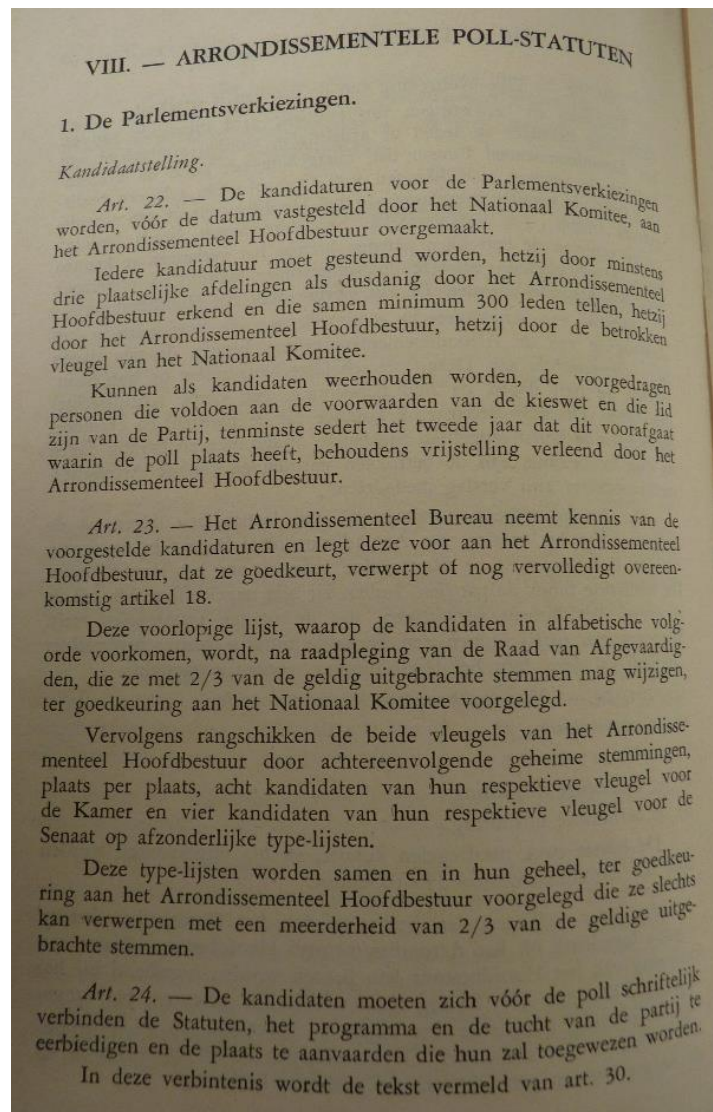 VIII. — ARRONDISSEMENTELE POLL-STATUTEN
1. De Parlementsverkiezingen.
Kandidaatstelling.
Art. 22. — De kandidaturen voor de Parlementsverkiezingen
worden, vóór de datum vastgesteld door het Nationaal Komitee, aan
het Arrondissementeel Hoofdbestuur overgemaakt.
Iedere kandidatuur moet gesteund worden, hetzij door minstens
drie plaatselijke afdelingen als dusdanig door het Arrondissementeel
Hoofdbestuur erkend en die samen minimum 300 leden tellen, hetzij
door het Arrondissementeel Hoofdbestuur, hetzij door de betrokken
vleugel van het Nationaal Komitee.
Kunnen als kandidaten weerhouden worden, de voorgedragen
personen die voldoen aan de voorwaarden van de kieswet en die lid
zijn van de Partij, tenminste sedert het tweede jaar dat dit voorafgaat
waarin de poll plaats heeft, behoudens vrijstelling verleend door het
Arrondissementeel Hoofdbestuur.
Art. 23. — Het Arrondissementeel Bureau neemt kennis van de
voorgestelde kandidaturen en legt deze voor aan het Arrondissementeel
Hoofdbestuur, dat ze goedkeurt, verwerpt of nog vervolledigt overeen-
komstig artikel 18.
Deze voorlopige lijst, waarop de kandidaten in alfabetische volg-
orde voorkomen, wordt, na raadpleging van de Raad van Afgevaardig-
den, die ze met 2/3 van de geldig uitgebrachte stemmen mag wijzigen,
ter goedkeuring aan het Nationaal Komitee voorgelegd.
Vervolgens rangschikken de beide vleugels van het Arrondisse-
menteel Hoofdbestuur door achtereenvolgende geheime stemmingen,
plaats per plaats, acht kandidaten van hun respektieve vleugel voor
de Kamer en vier kandidaten van hun respektieve vleugel voor de
Senaat op afzonderlijke type-lijsten.
Deze type-lijsten worden samen en in hun geheel, ter goedkeu-
ring aan het Arrondissementeel Hoofdbestuur voorgelegd die ze slechts
kan verwerpen met een meerderheid van 2/3 van de geldige uitge-
brachte stemmen.
Art. 24. — De kandidaten moeten zich vóór de poll schriftelijk
verbinden de Statuten, het programma en de tucht van de partij te
eerbiedigen en de plaats te aanvaarden die hun zal toegewezen worden.
In deze verbintenis wordt de tekst vermeld van art. 30.